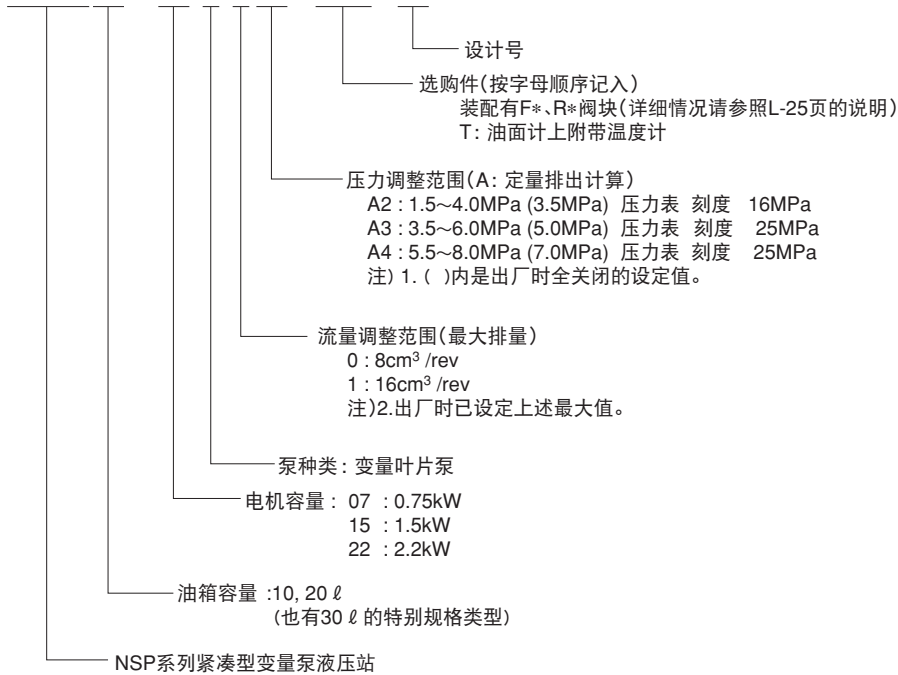 设计号
选购件(按字母顺序记入)
装配有F*、R*阀块(详细情况请参照L-25页的说明)
T: 油面计上附带温度计
压力调整范围(A: 定量排出计算)
A2 : 1.5~4.0MPa (3.5MPa) 压力表 刻度 16MPa
A3 : 3.5~6.0MPa (5.0MPa) 压力表 刻度 25MPa
A4 : 5.5~8.0MPa (7.0MPa) 压力表 刻度 25MPa
注) 1. ( )内是出厂时全关闭的设定值。
流量调整范围(最大排量)
0 : 8cm³ /rev
1 : 16cm³ /rev
注)2.出厂时已设定上述最大值。
泵种类: 变量叶片泵
电机容量 : 07 : 0.75kW
15 : 1.5kW
22 : 2.2kW
油箱容量 :10, 20 ℓ
(也有30 ℓ 的特别规格类型)
NSP系列紧凑型变量泵液压站